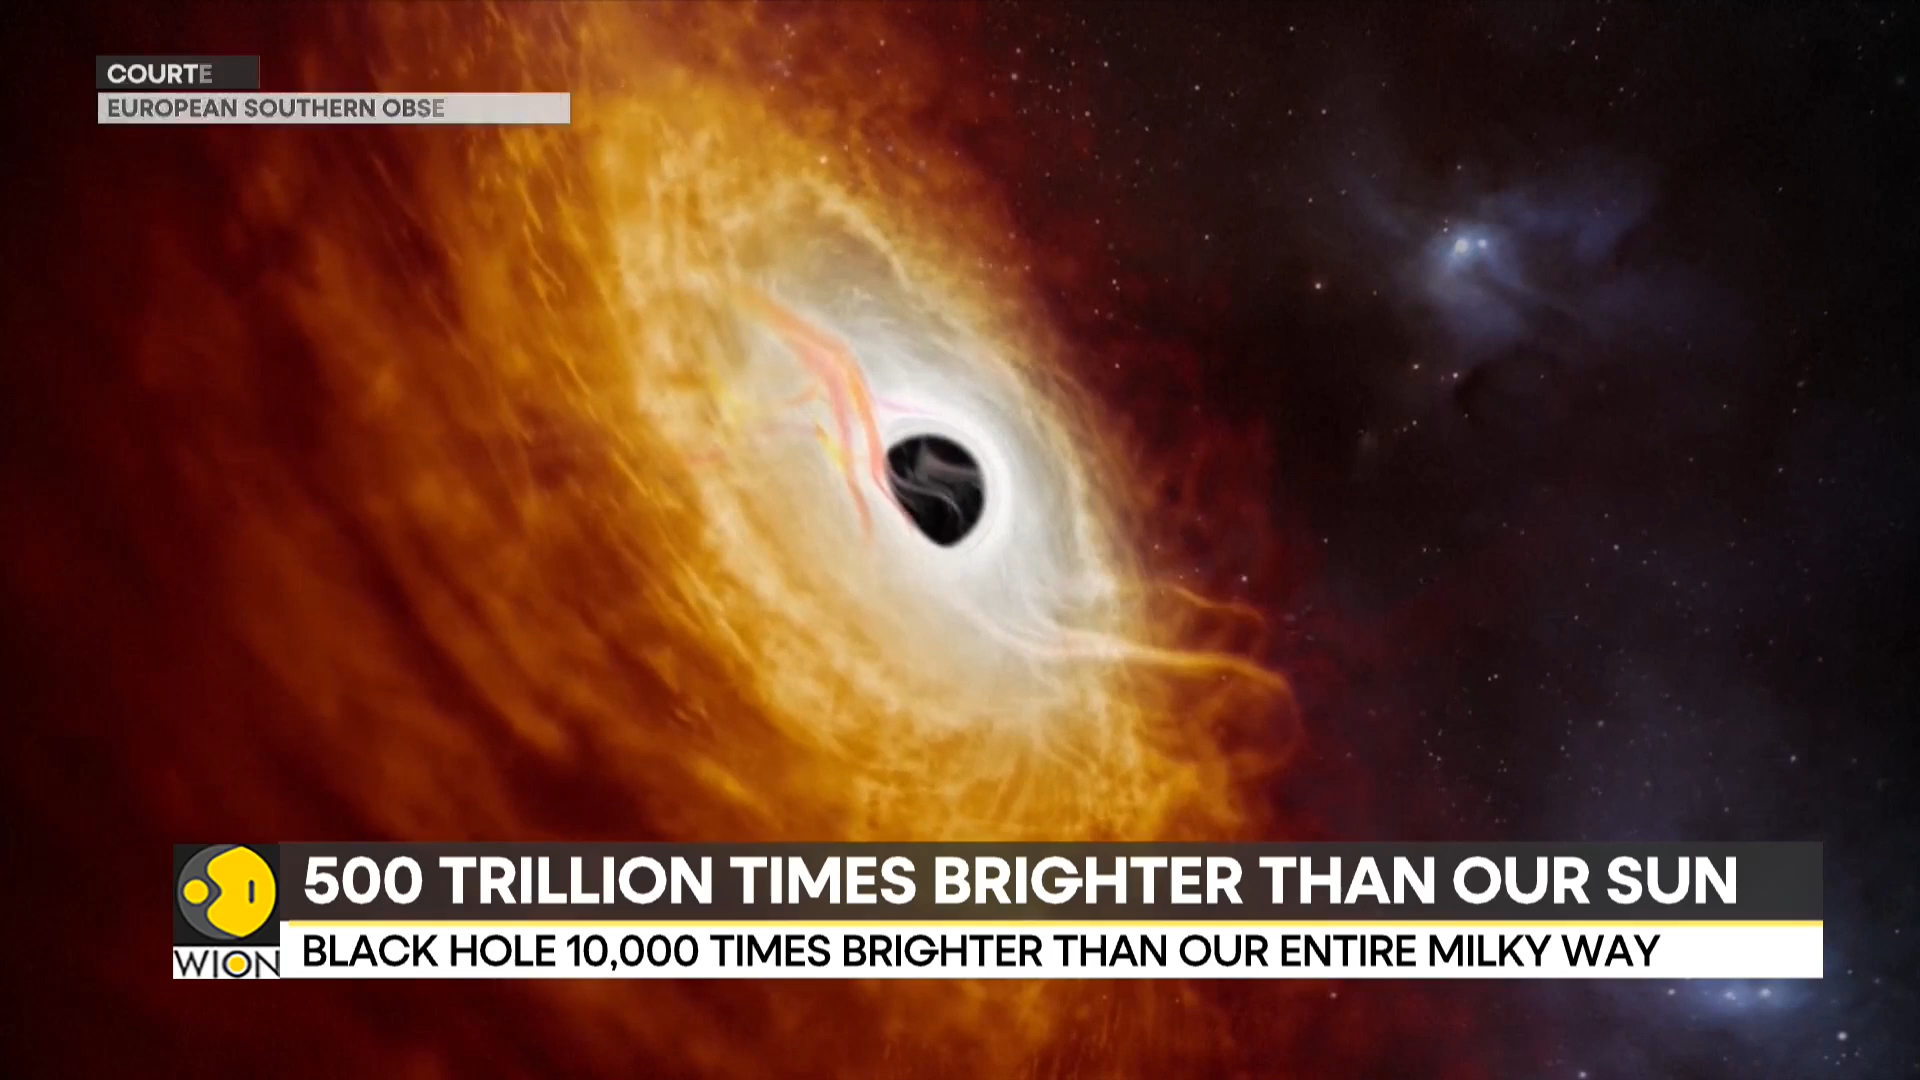 COURTE
EUROPEAN SOUTHERN OBSE
500 TRILLION TIMES BRIGHTER THAN OUR SUN
BLACK HOLE 10,000 TIMES BRIGHTER THAN OUR ENTIRE MILKY WAY
WION